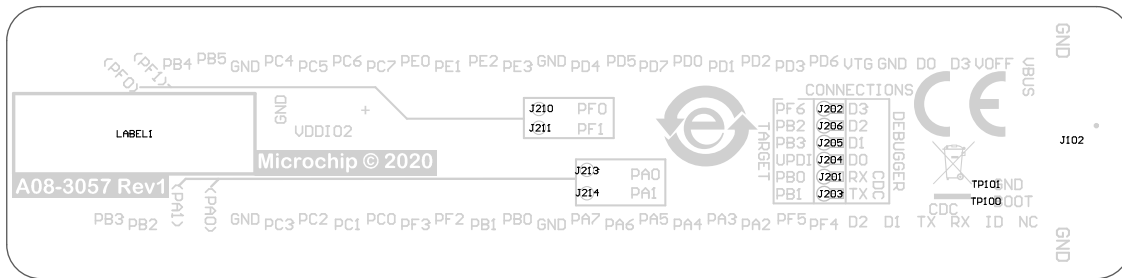 GND
(PF0) (PF1) PB4 PB5 GND PC4 PC5 PC6 PC7 PE0 PE1 PE2 PE3 GND PD4 PD5 PD7 PD0 PD1 PD2 PD3 PD6 VTG GND D0 D3 VOFF VBUS
LABEL1
GND
+
VDDIO2
Microchip © 2020
A08-3057 Rev1
J210 PF0
J211 PF1
J213 PA0
J214 PA1
e
CONNECTIONS
TARGET
DEBUGGER
PF6 J202 D3
PB2 J206 D2
PB3 J205 D1
UPDI J204 D0
PB0 J201 RX
PB1 J203 TX
CDC
CE
J102
TP101 GND
TP100 BOOT
CDC
PB3 PB2 (PA1) (PA0) GND PC3 PC2 PC1 PC0 PF3 PF2 PB1 PB0 GND PA7 PA6 PA5 PA4 PA3 PA2 PF5 PF4 D2 D1 TX RX ID NC
GND